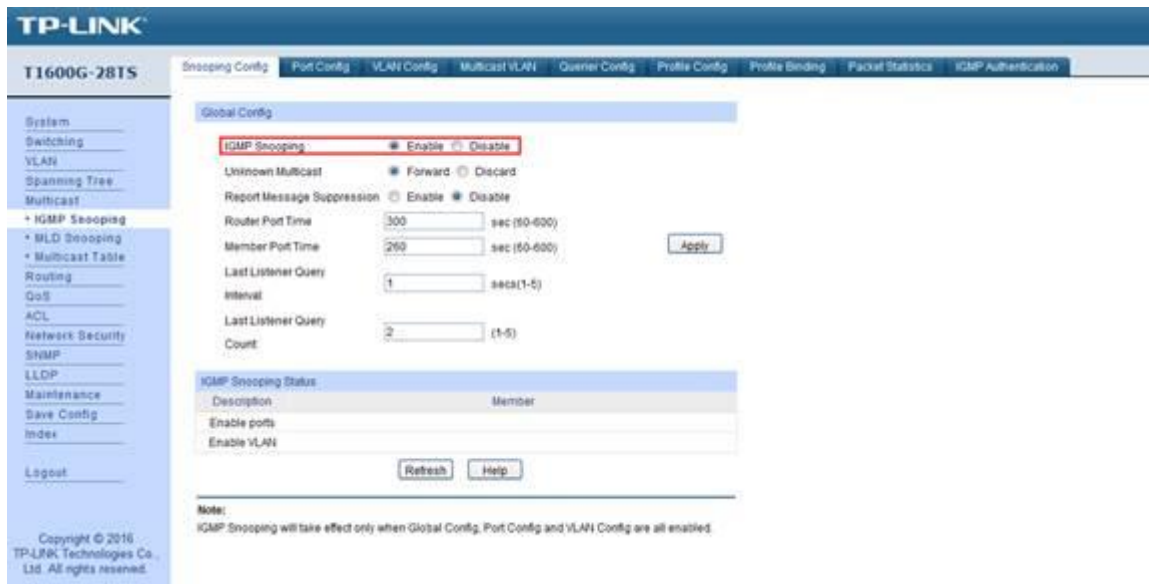 TP-LINK
T1600G-28TS
Snooping Config Port Config VLAN Config Multicast VLAN Querier Config Profile Config Profile Binding Packet Statistics IGMP Authentication
System
Switching
VLAN
Spanning Tree
Multicast
• IGMP Snooping
• MLD Snooping
• Multicast Table
Routing
QoS
ACL
Network Security
SNMP
LLDP
Maintenance
Save Config
Index
Logout
Copyright © 2016
TP-LINK Technologies Co.,
Ltd. All rights reserved.
Global Config
IGMP Snooping Enable Disable
Unknown Multicast Forward Discard
Report Message Suppression Enable Disable
Router Port Time 300 sec (60-600)
Member Port Time 260 sec (60-600)
Apply
Last Listener Query
Interval: 1 secs(1-5)
Last Listener Query
Count: 2 (1-5)
IGMP Snooping Status
Description Member
Enable ports
Enable VLAN
Refresh Help
Note:
IGMP Snooping will take effect only when Global Config, Port Config and VLAN Config are all enabled.